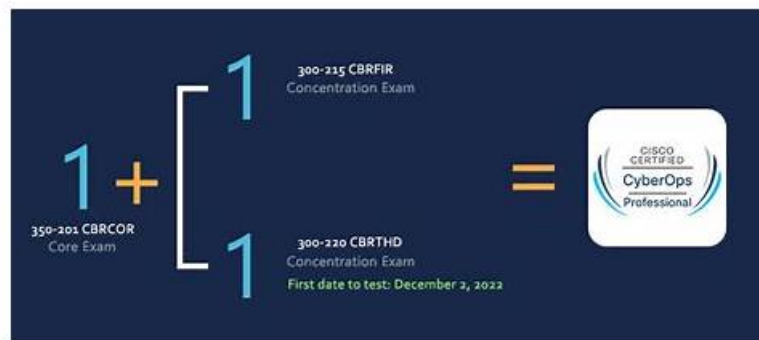 1
300-215 CBRFIR
Concentration Exam
1
+
350-201 CBRCOR
Core Exam
1
300-220 CBRTHD
Concentration Exam
First date to test: December 2, 2022
=
CISCO
CERTIFIED
CyberOps
Professional